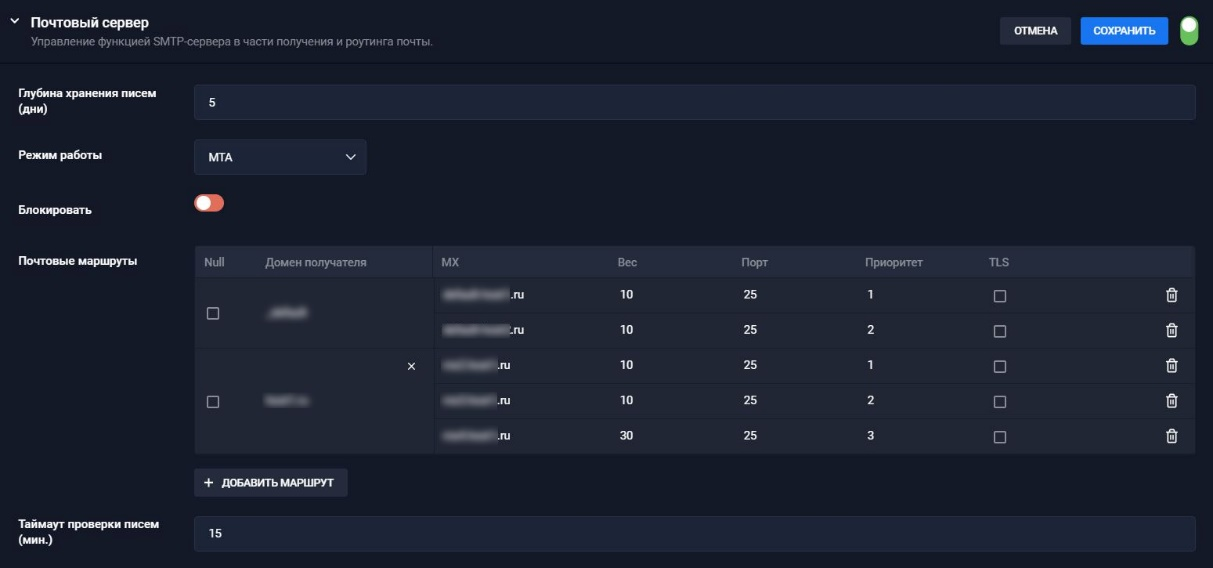 Почтовый сервер
Управление функцией SMTP-сервера в части получения и роутинга почты.
ОТМЕНА СОХРАНИТЬ
Глубина хранения писем
(дни)
5
Режим работы
MTA
Блокировать
Почтовые маршруты
Null Домен получателя MX Вес Порт Приоритет TLS
.ru 10 25 1
.ru 10 25 2
.ru 10 25 1
.ru 10 25 2
.ru 30 25 3
+ ДОБАВИТЬ МАРШРУТ
Таймаут проверки писем
(мин.)
15